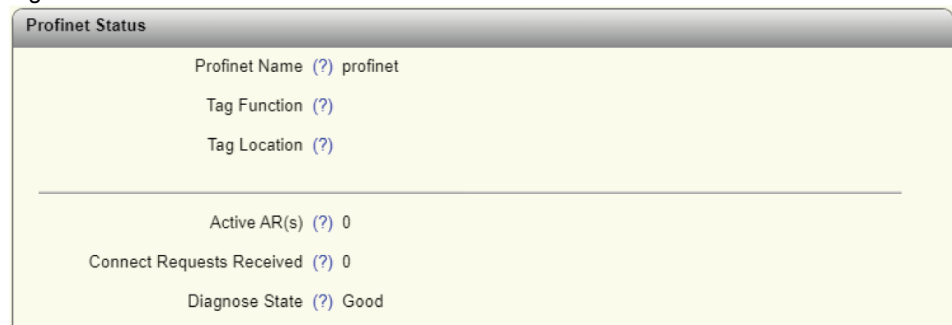 Profinet Status
Profinet Name (?) profinet
Tag Function (?)
Tag Location (?)
Active AR(s) (?) 0
Connect Requests Received (?) 0
Diagnose State (?) Good